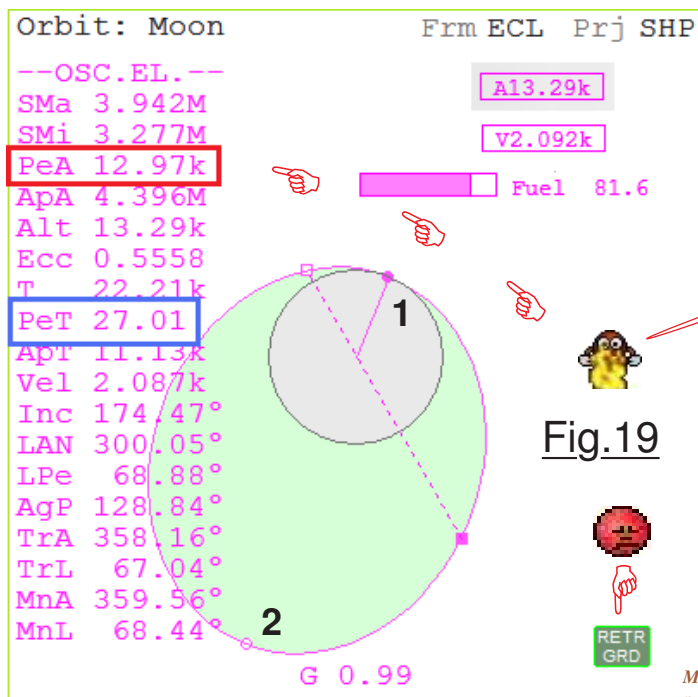 Orbit: Moon Frm ECL Prj SHP
--OSC.EL.--
SMa 3.942M
SMi 3.277M
PeA 12.97k
ApA 4.396M
Alt 13.29k
Ecc 0.5558
T 22.21k
PeT 27.01
ApT 11.13k
Vel 2.087k
Inc 174.47°
LAN 300.05°
LPe 68.88°
AgP 128.84°
TrA 358.16°
TrL 67.04°
MnA 359.56°
MnL 68.44°
A13.29k
V2.092k
Fuel 81.6
1
Fig.19
2
RETR
GRD
G 0.99
M